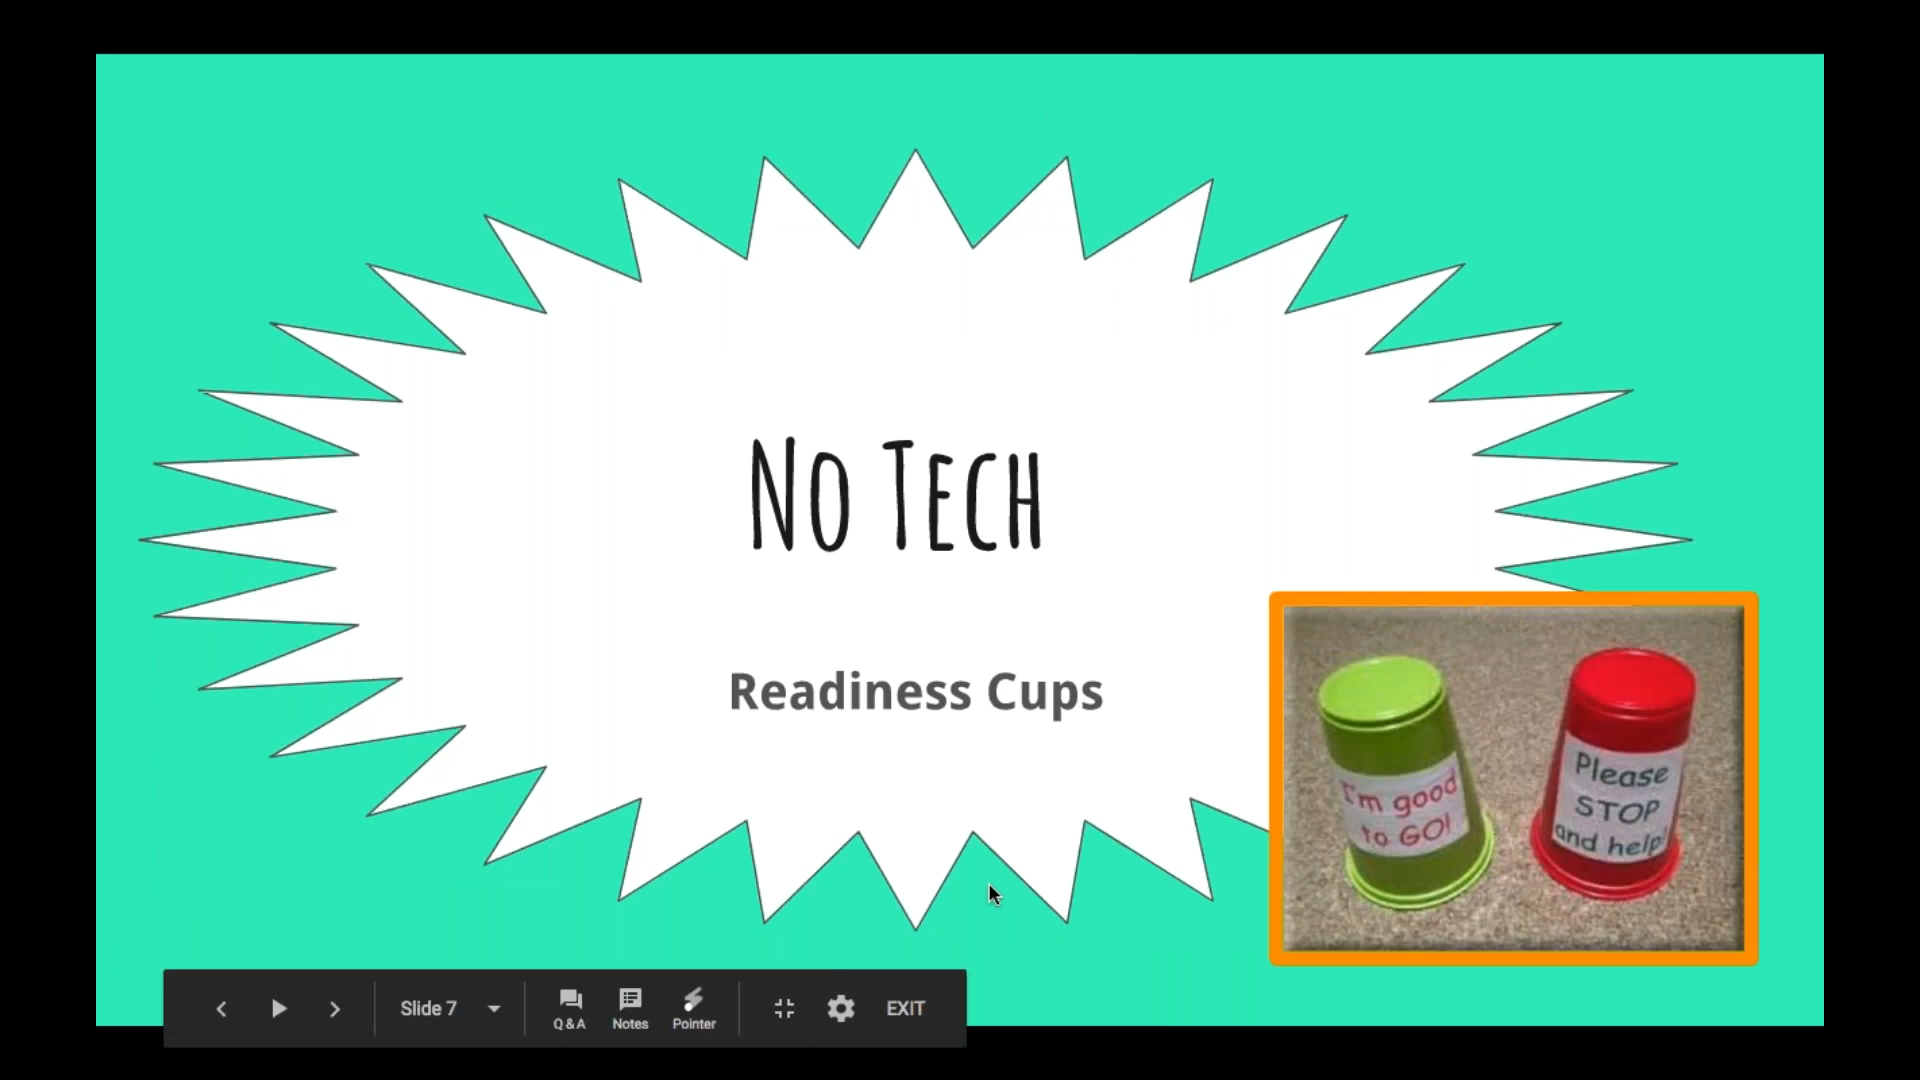 No Tech
Readiness Cups
I'm good
to GO!
Please
STOP
and help!
Slide 7
Q & A
Notes
Pointer
EXIT